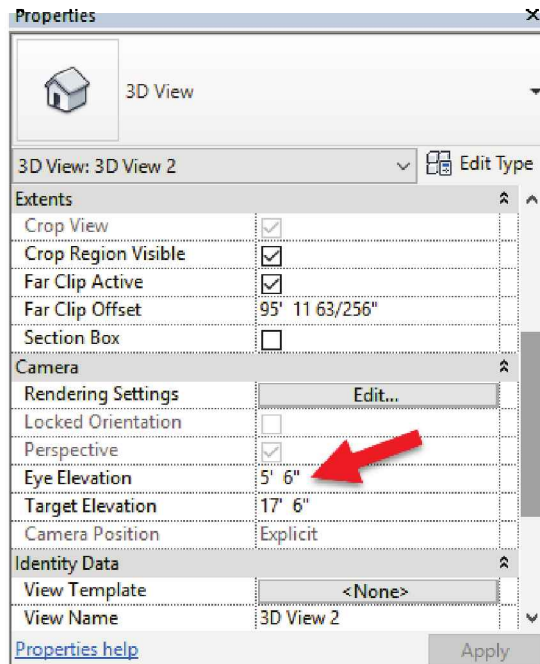 Properties
3D View
3D View: 3D View 2 Edit Type
Extents
Crop View
Crop Region Visible
Far Clip Active
Far Clip Offset 95' 11 63/256"
Section Box
Camera
Rendering Settings Edit...
Locked Orientation
Perspective
Eye Elevation 5' 6"
Target Elevation 17' 6"
Camera Position Explicit
Identity Data
View Template <None>
View Name 3D View 2
Properties help Apply